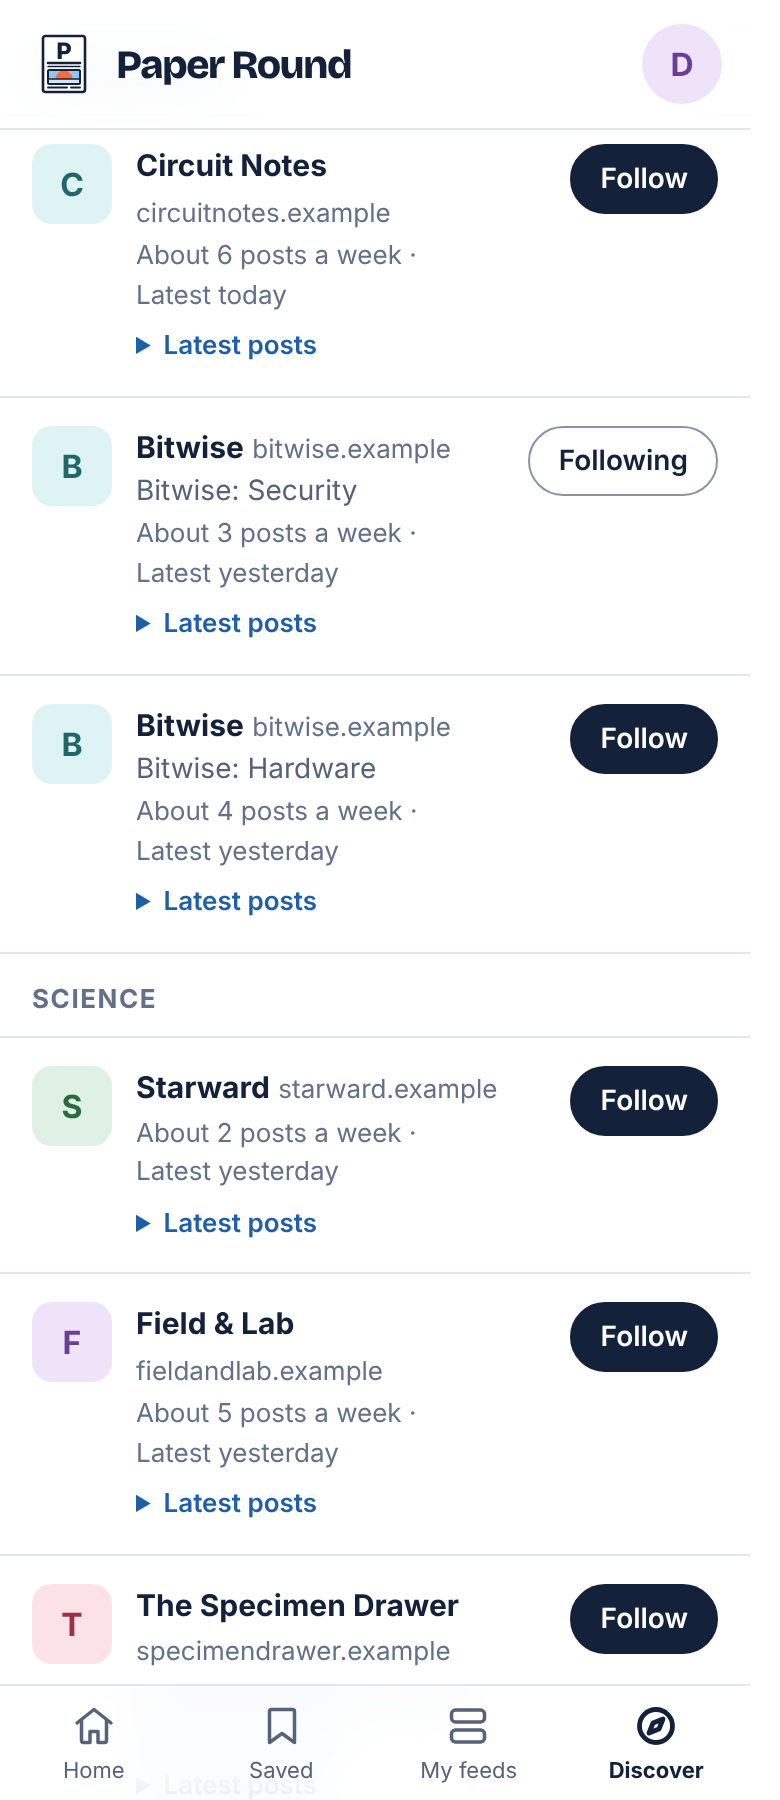 P
Paper Round
D
C
Circuit Notes
Follow
circuitnotes.example
About 6 posts a week ·
Latest today
Latest posts
B
Bitwise bitwise.example
Following
Bitwise: Security
About 3 posts a week ·
Latest yesterday
Latest posts
B
Bitwise bitwise.example
Follow
Bitwise: Hardware
About 4 posts a week ·
Latest yesterday
Latest posts
SCIENCE
S
Starward starward.example
Follow
About 2 posts a week ·
Latest yesterday
Latest posts
F
Field & Lab
Follow
fieldandlab.example
About 5 posts a week ·
Latest yesterday
Latest posts
T
The Specimen Drawer
Follow
specimendrawer.example
Home
Saved
My feeds
Discover
Latest posts